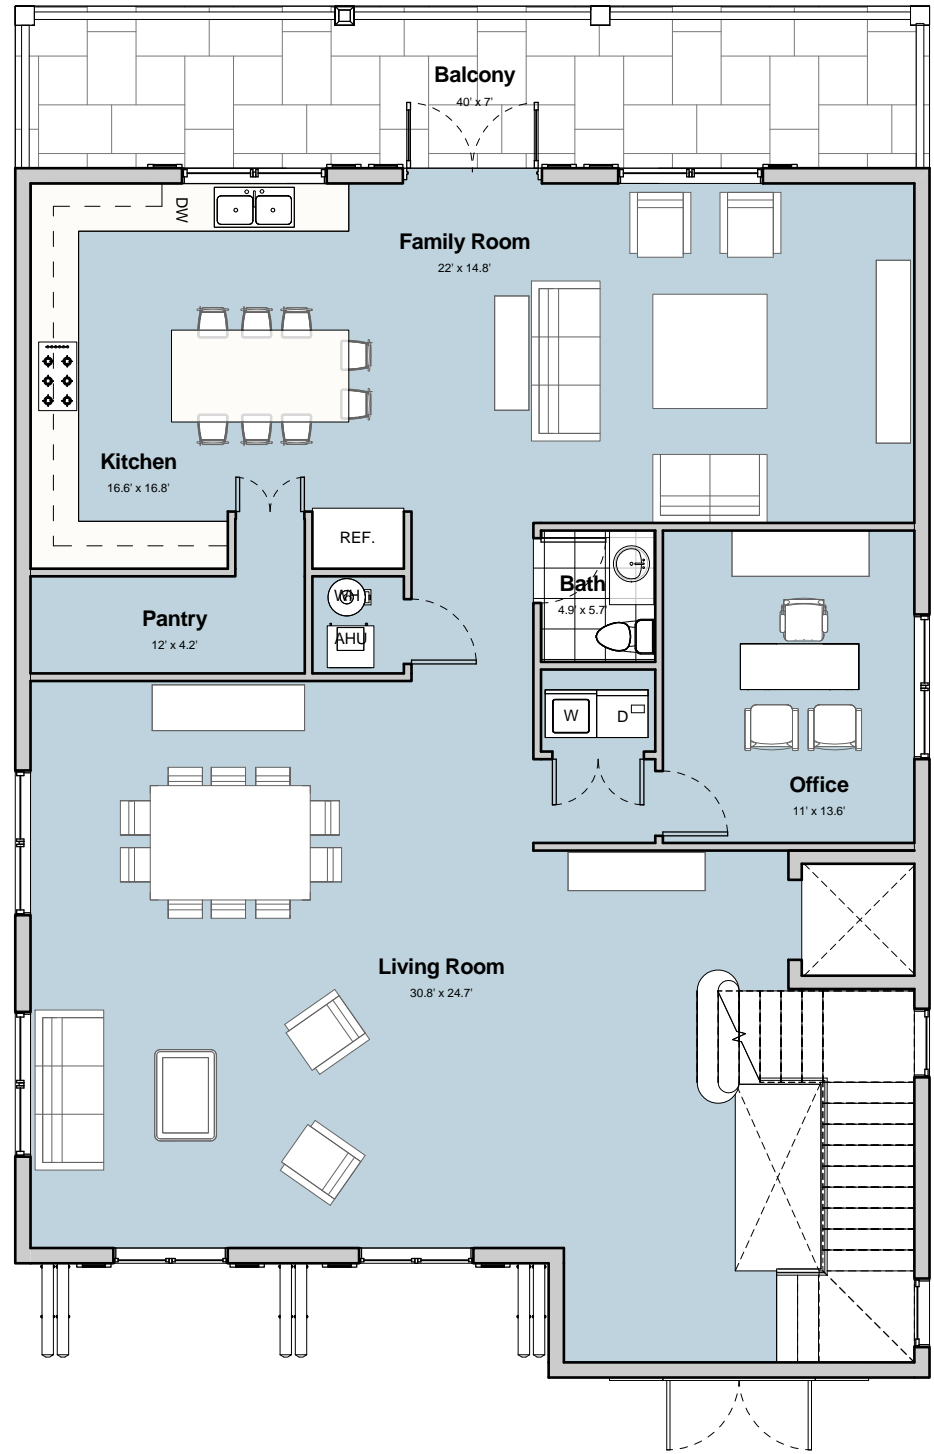 Balcony
40' x 7'
DW
Family Room
22' x 14.8'
Kitchen
16.6' x 16.8'
REF.
Bath
4.9' x 5.7'
WH
Pantry
12' x 4.2'
AHU
W
D
Office
11' x 13.6'
Living Room
30.8' x 24.7'